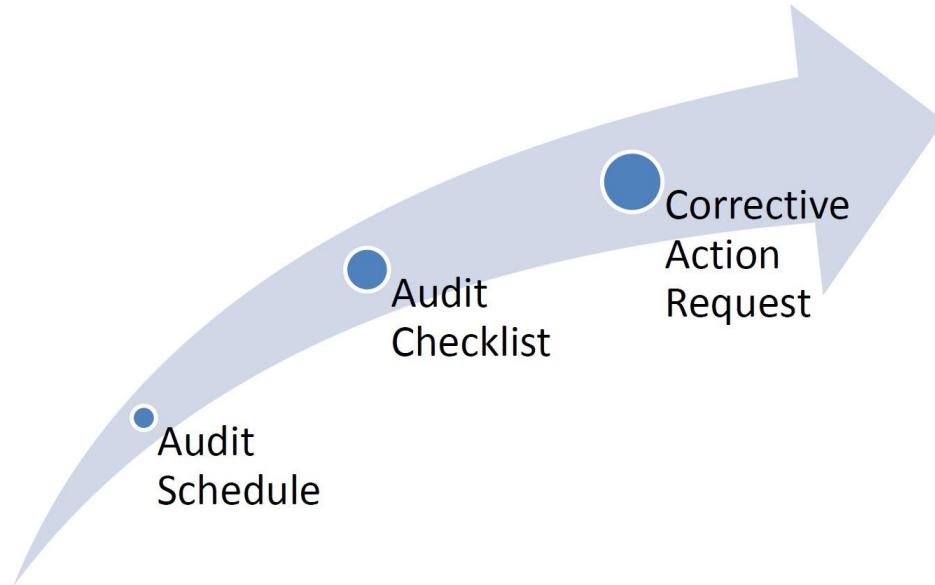 Audit
Schedule
Audit
Checklist
Corrective
Action
Request